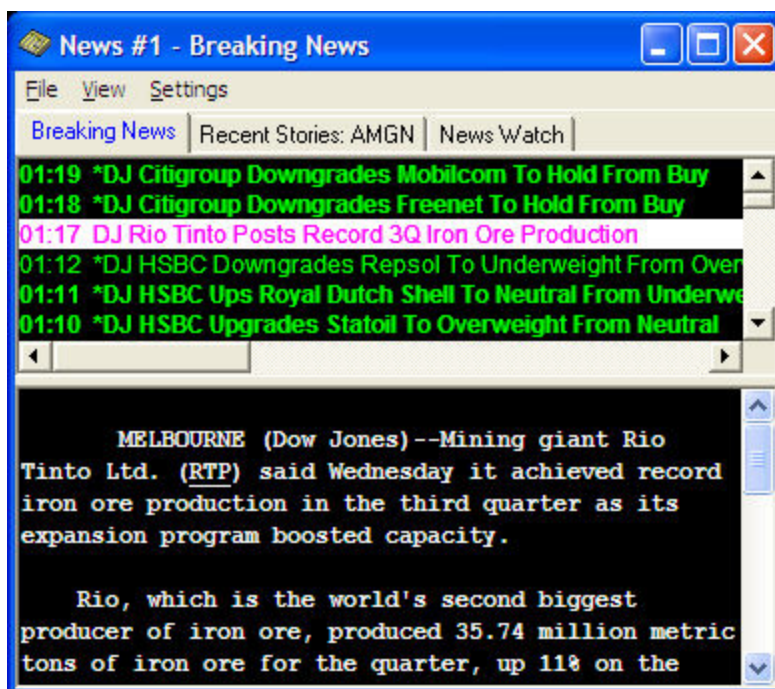 News #1 - Breaking News
File View Settings
Breaking News Recent Stories: AMGN News Watch
01:19 *DJ Citigroup Downgrades Mobilcom To Hold From Buy
01:18 *DJ Citigroup Downgrades Freenet To Hold From Buy
01:17 DJ Rio Tinto Posts Record 3Q Iron Ore Production
01:12 *DJ HSBC Downgrades Repsol To Underweight From Over
01:11 *DJ HSBC Ups Royal Dutch Shell To Neutral From Underwe
01:10 *DJ HSBC Upgrades Statoil To Overweight From Neutral
MELBOURNE (Dow Jones)--Mining giant Rio
Tinto Ltd. (RTP) said Wednesday it achieved record
iron ore production in the third quarter as its
expansion program boosted capacity.
Rio, which is the world's second biggest
producer of iron ore, produced 35.74 million metric
tons of iron ore for the quarter, up 11% on the